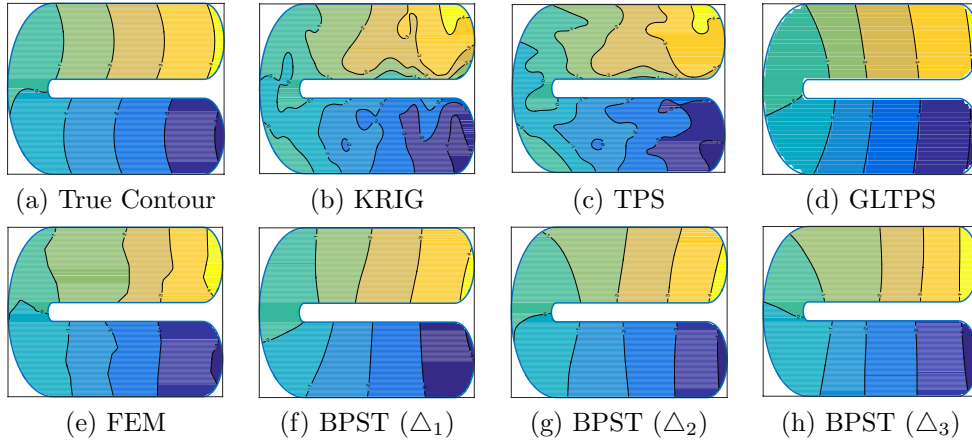 (a) True Contour
(b) KRIG
(c) TPS
(d) GLTPS
(e) FEM
(f) BPST (△₁)
(g) BPST (△₂)
(h) BPST (△₃)